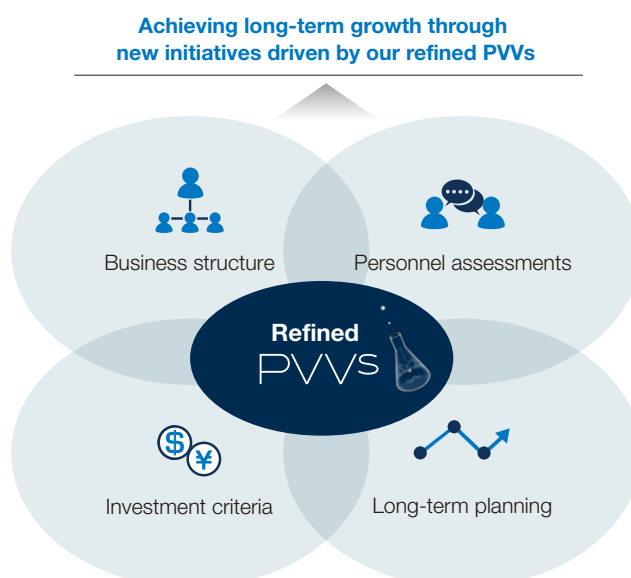 Achieving long-term growth through
new initiatives driven by our refined PVVs
Business structure
Personnel assessments
Refined
PVVs
$
¥
Investment criteria
Long-term planning